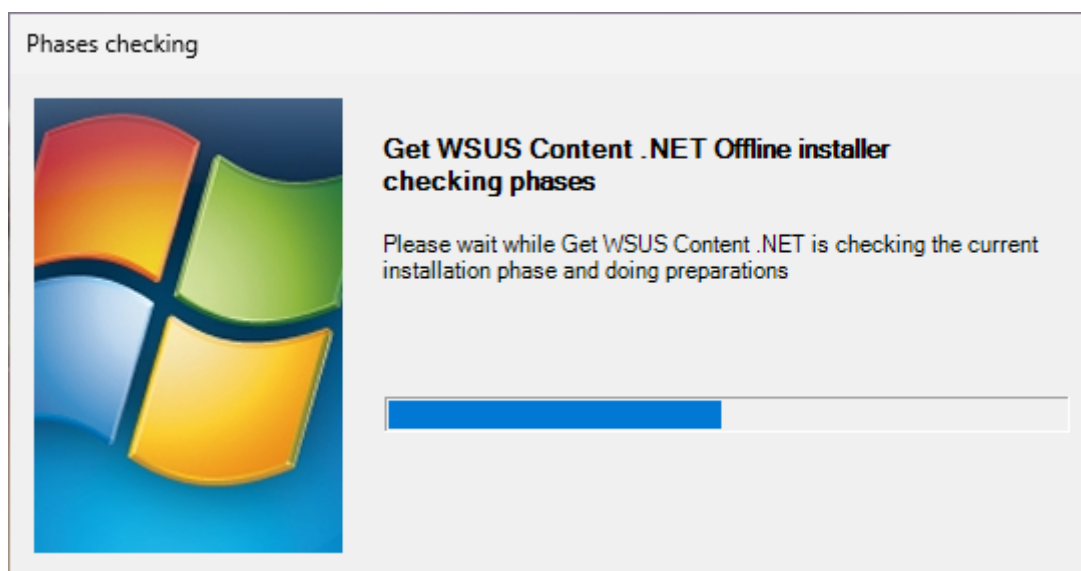 Phases checking
Get WSUS Content .NET Offline installer
checking phases
Please wait while Get WSUS Content .NET is checking the current
installation phase and doing preparations